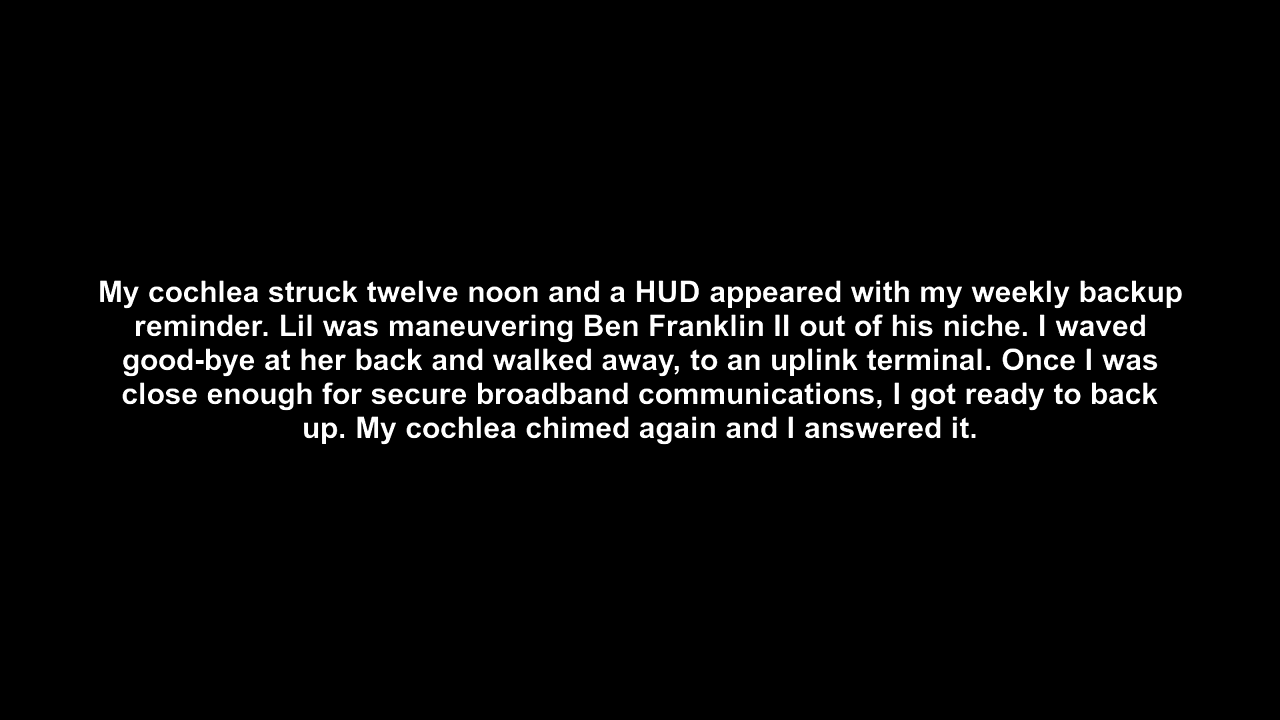 My cochlea struck twelve noon and a HUD appeared with my weekly backup
reminder. Lil was maneuvering Ben Franklin II out of his niche. I waved
good-bye at her back and walked away, to an uplink terminal. Once I was
close enough for secure broadband communications, I got ready to back
up. My cochlea chimed again and I answered it.